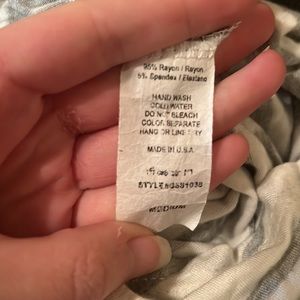 95% Rayon / Rayon
5% Spandex / Elastano
HAND WASH
COLD WATER
DO NOT BLEACH
COLOR SEPARATE
HANG OR LINE DRY
MADE IN U.S.A
MEDIUM